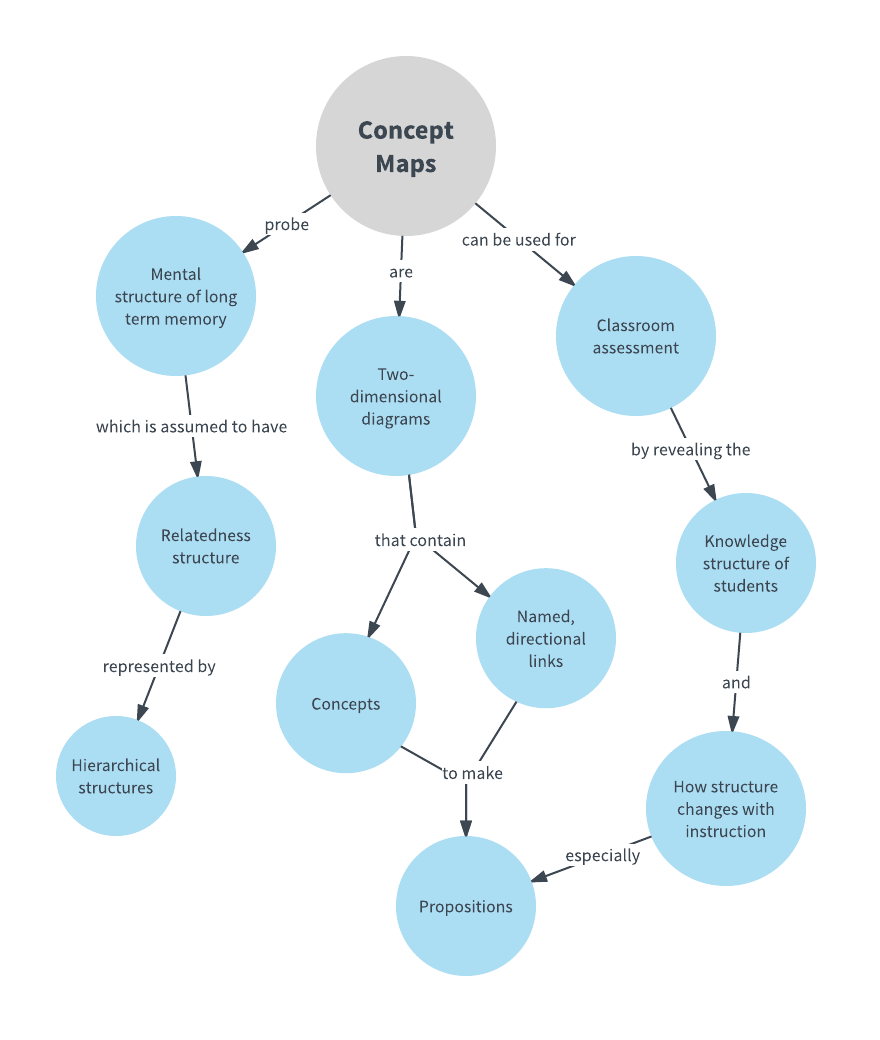 Concept
Maps
probe
are
can be used for
Mental
structure of long
term memory
Two-
dimensional
diagrams
Classroom
assessment
which is assumed to have
that contain
by revealing the
Relatedness
structure
Named,
directional
links
Knowledge
structure of
students
represented by
Concepts
and
Hierarchical
structures
to make
How structure
changes with
instruction
especially
Propositions